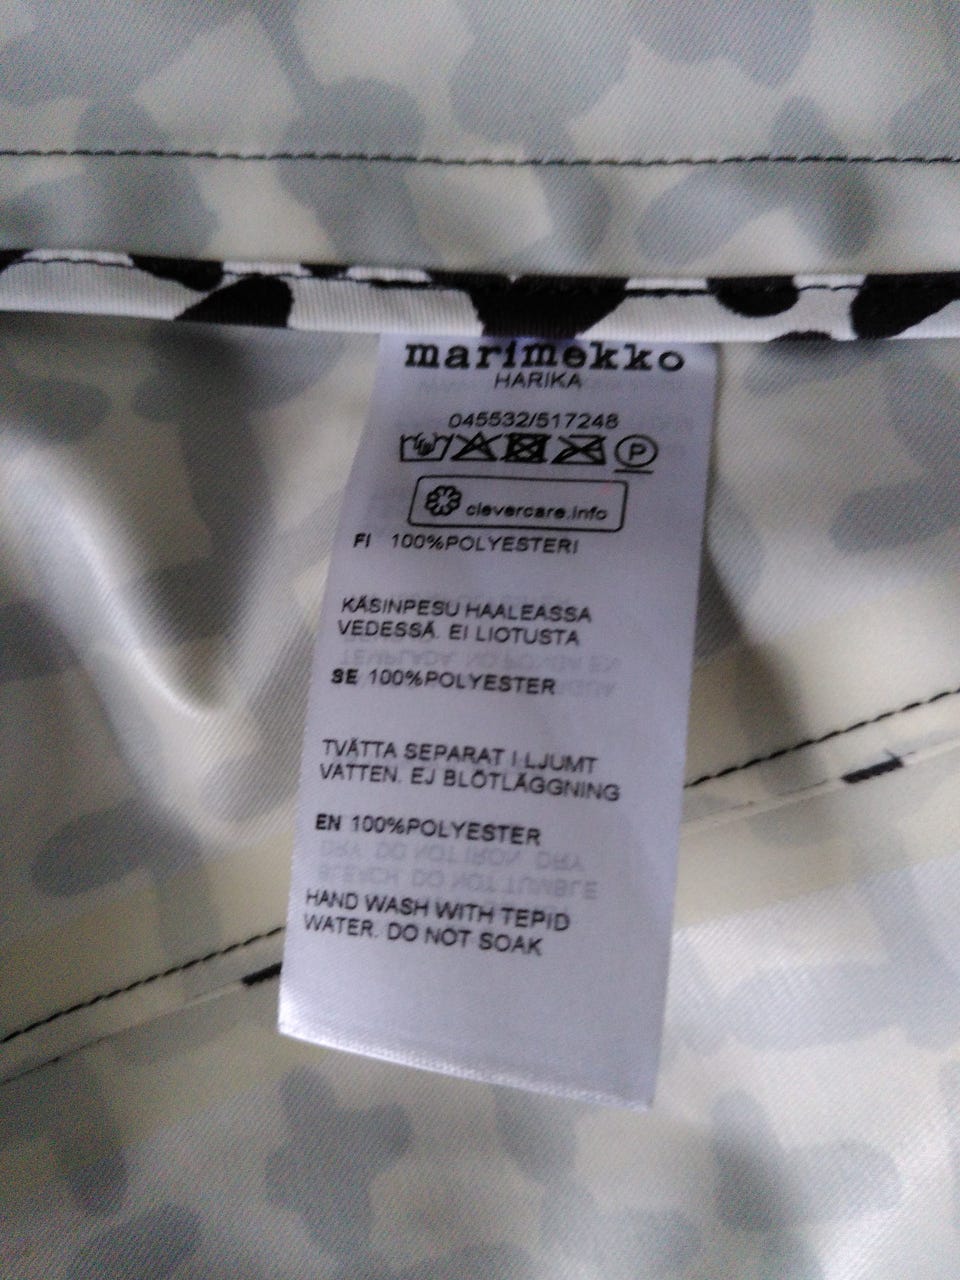 marimekko
HARIKA
045532/517248
P
clevercare.info
FI 100%POLYESTERI
KÄSINPESU HAALEASSA
VEDESSÄ. EI LIOTUSTA
SE 100%POLYESTER
TVÄTTA SEPARAT I LJUMT
VATTEN. EJ BLÖTLÄGGNING
EN 100%POLYESTER
HAND WASH WITH TEPID
WATER. DO NOT SOAK